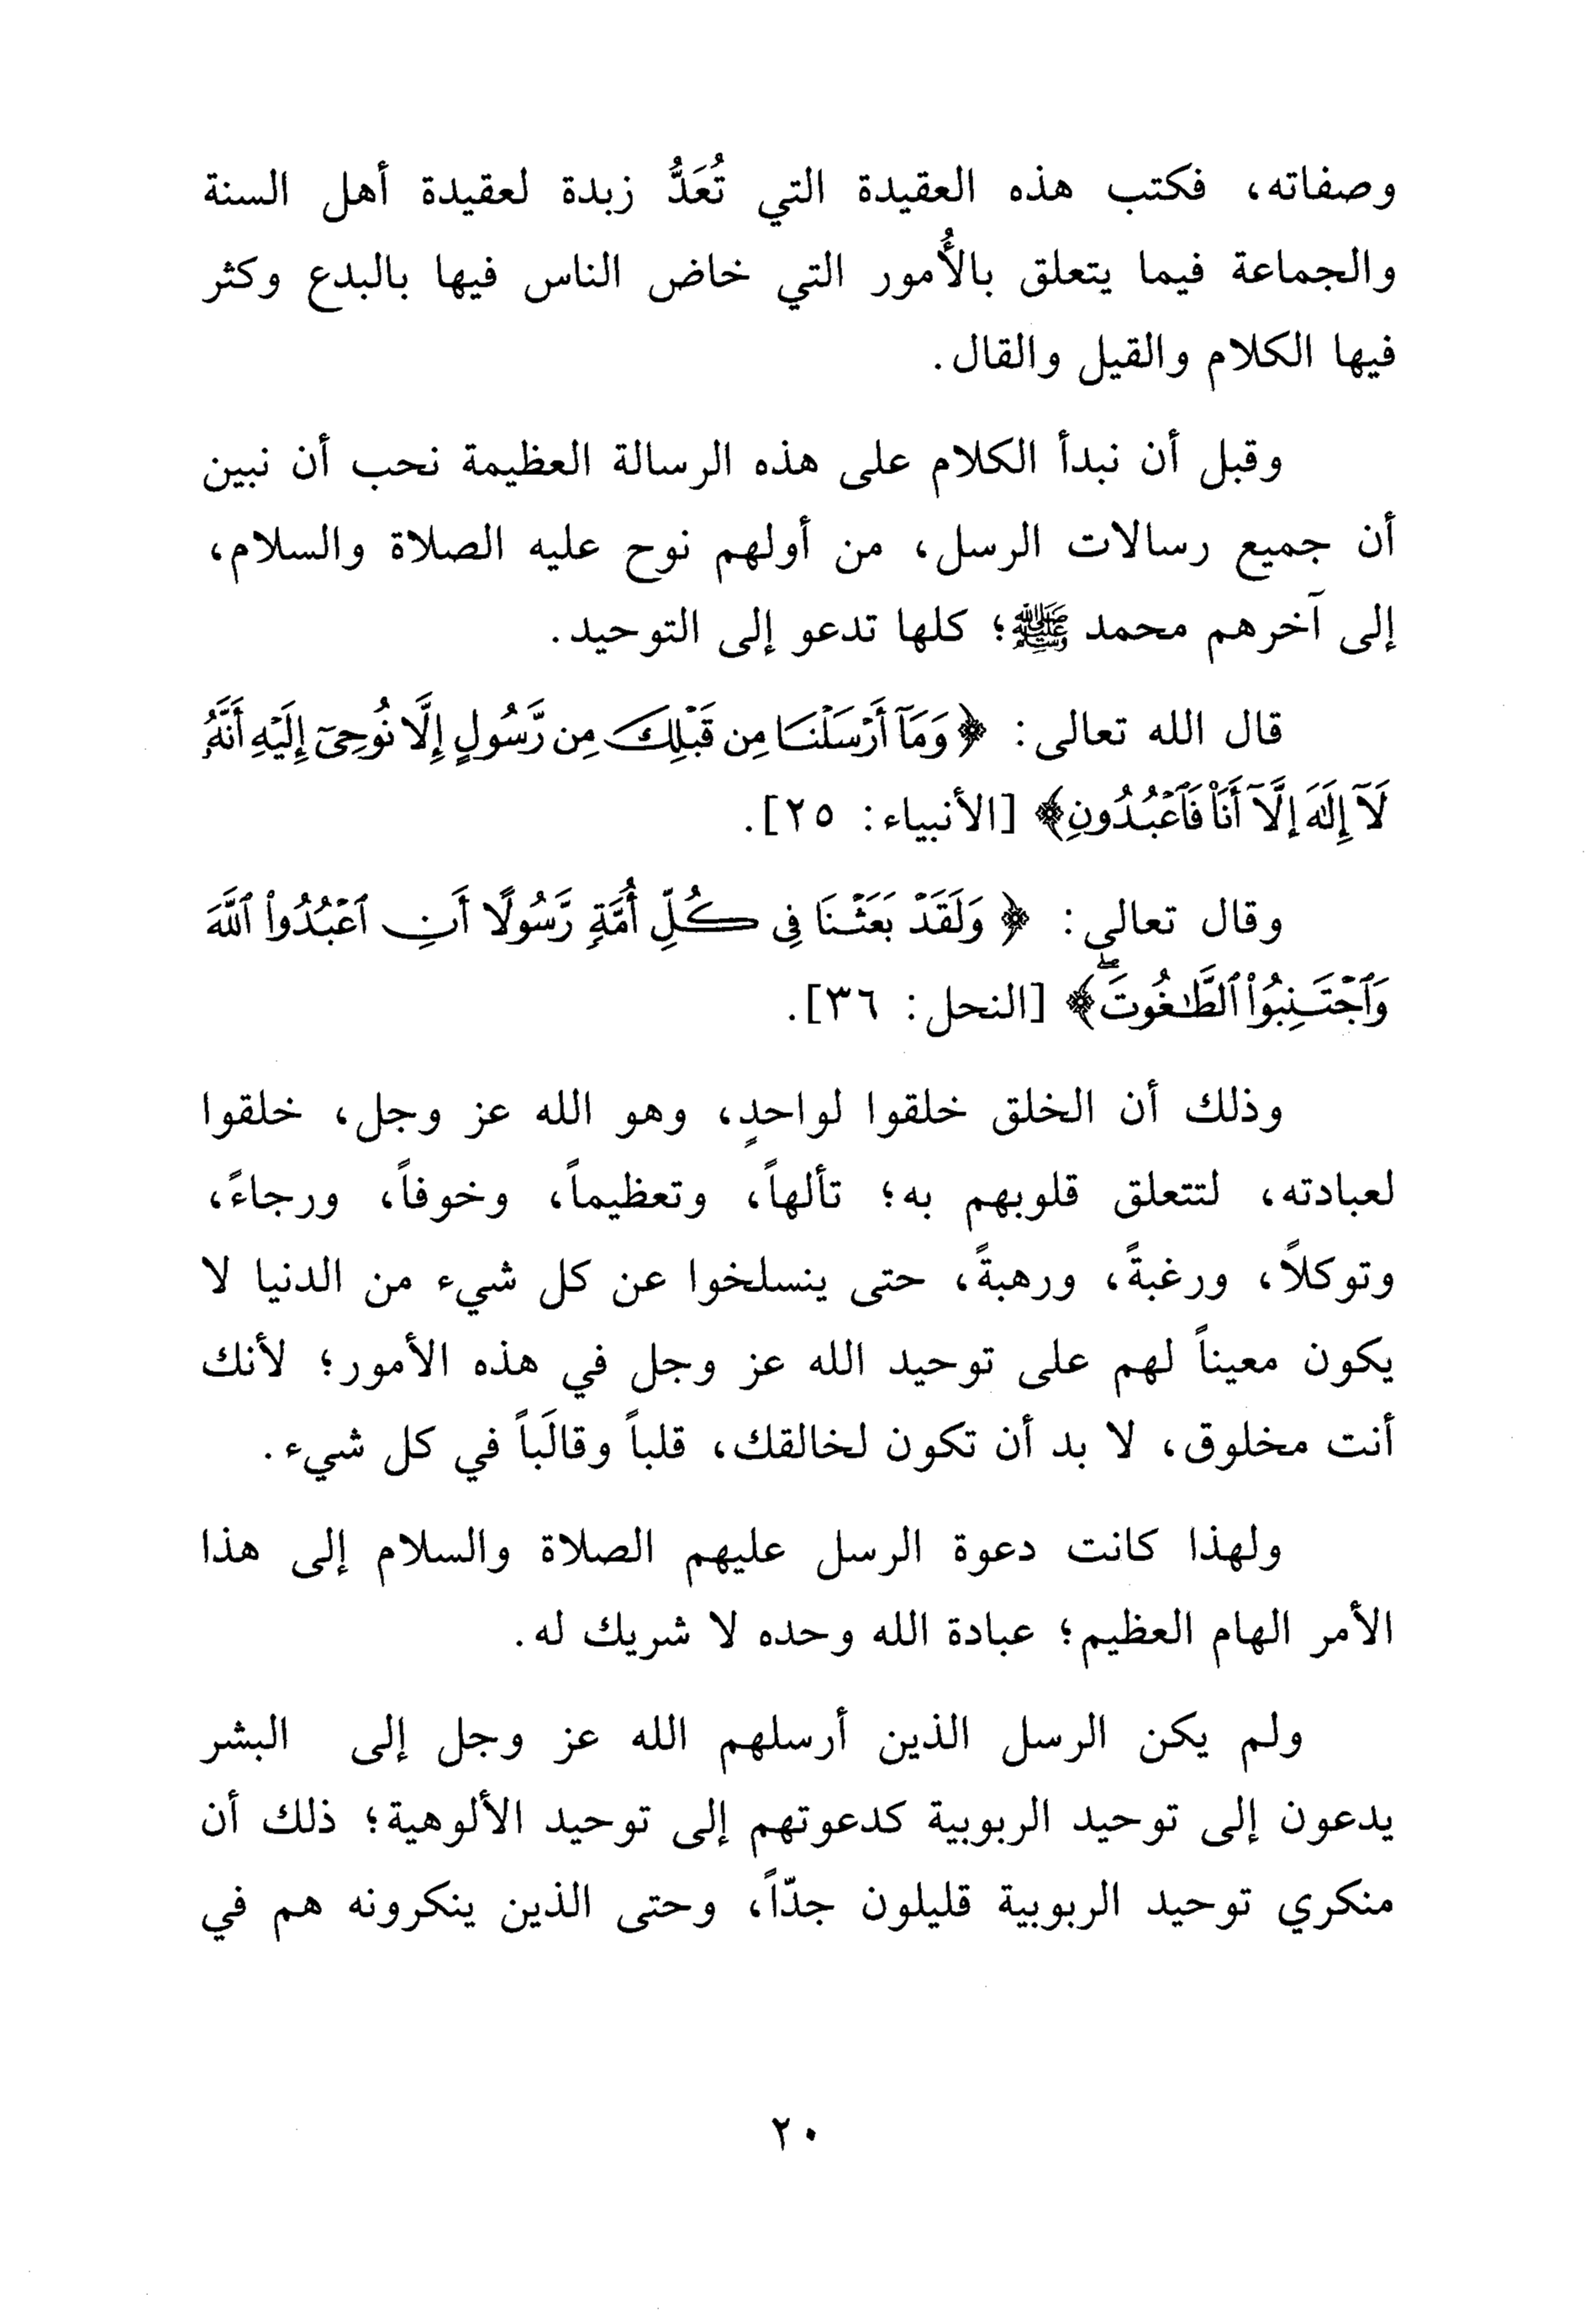 وصفاته، فكتب هذه العقيدة التي تُعَدُّ زبدة لعقيدة أهل السنة
والجماعة فيما يتعلق بالأُمور التي خاض الناس فيها بالبدع وكثر
فيها الكلام والقيل والقال.
وقبل أن نبدأ الكلام على هذه الرسالة العظيمة نحب أن نبين
أن جميع رسالات الرسل، من أولهم نوح عليه الصلاة والسلام،
إلى آخرهم محمد ﷺ؛ كلها تدعو إلى التوحيد.
قال الله تعالى: ﴿وَمَآ أَرْسَلْنَا مِن قَبْلِكَ مِن رَّسُولٍ إِلَّا نُوحِىٓ إِلَيْهِ أَنَّهُۥ
لَآ إِلَٰهَ إِلَّآ أَنَا۠ فَٱعْبُدُونِ﴾ [الأنبياء: ٢٥].
وقال تعالى: ﴿وَلَقَدْ بَعَثْنَا فِى كُلِّ أُمَّةٍ رَّسُولًا أَنِ ٱعْبُدُوا۟ ٱللَّهَ
وَٱجْتَنِبُوا۟ ٱلطَّٰغُوتَۖ﴾ [النحل: ٣٦].
وذلك أن الخلق خلقوا لواحدٍ، وهو الله عز وجل، خلقوا
لعبادته، لتتعلق قلوبهم به؛ تألهاً، وتعظيماً، وخوفاً، ورجاءً،
وتوكلاً، ورغبةً، ورهبةً، حتى ينسلخوا عن كل شيء من الدنيا لا
يكون معيناً لهم على توحيد الله عز وجل في هذه الأمور؛ لأنك
أنت مخلوق، لا بد أن تكون لخالقك، قلباً وقالَباً في كل شيء.
ولهذا كانت دعوة الرسل عليهم الصلاة والسلام إلى هذا
الأمر الهام العظيم؛ عبادة الله وحده لا شريك له.
ولم يكن الرسل الذين أرسلهم الله عز وجل إلى البشر
يدعون إلى توحيد الربوبية كدعوتهم إلى توحيد الألوهية؛ ذلك أن
منكري توحيد الربوبية قليلون جدّاً، وحتى الذين ينكرونه هم في
٢٠